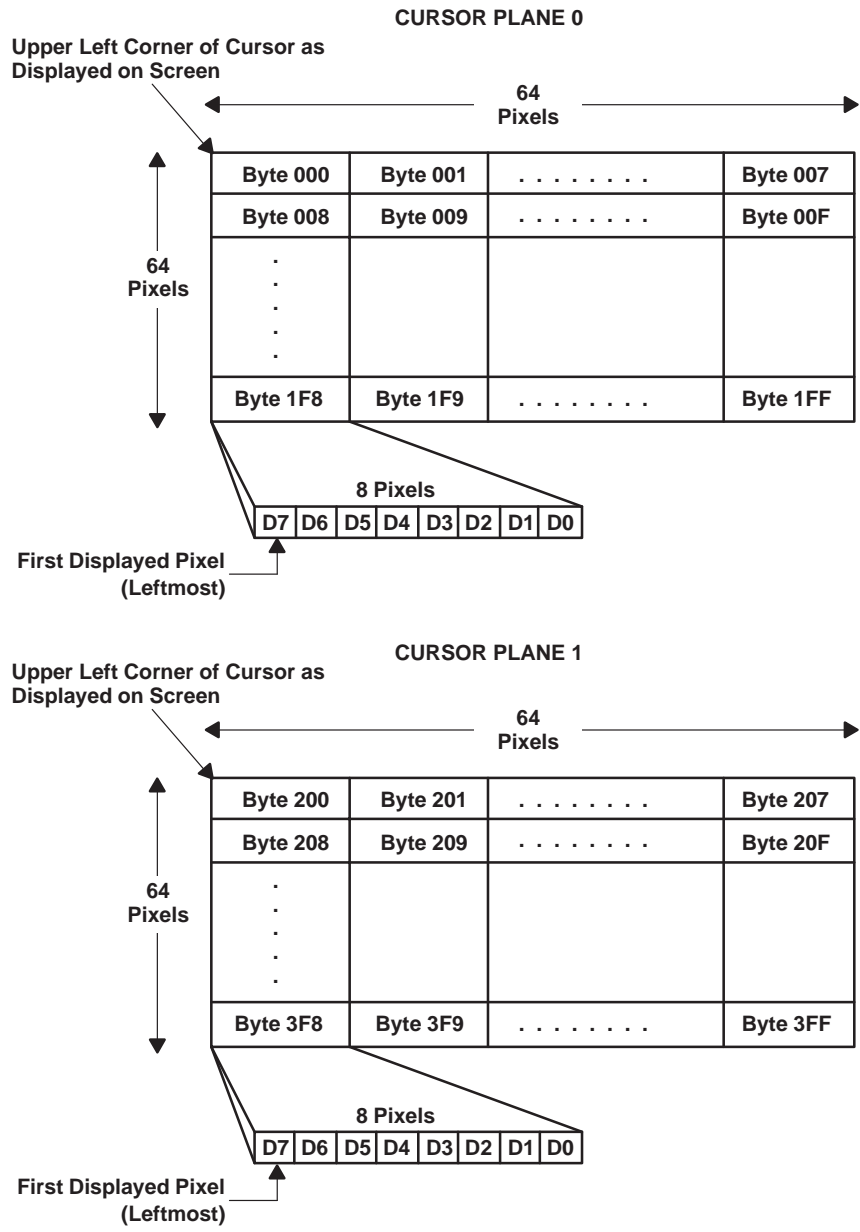 CURSOR PLANE 0
Upper Left Corner of Cursor as
Displayed on Screen
64
Pixels
Byte 000 Byte 001 . . . . . . . . Byte 007
Byte 008 Byte 009 . . . . . . . . Byte 00F
.
.
.
.
.
64
Pixels
Byte 1F8 Byte 1F9 . . . . . . . . Byte 1FF
8 Pixels
D7 D6 D5 D4 D3 D2 D1 D0
First Displayed Pixel
(Leftmost)
CURSOR PLANE 1
Upper Left Corner of Cursor as
Displayed on Screen
64
Pixels
Byte 200 Byte 201 . . . . . . . . Byte 207
Byte 208 Byte 209 . . . . . . . . Byte 20F
.
.
.
.
.
64
Pixels
Byte 3F8 Byte 3F9 . . . . . . . . Byte 3FF
8 Pixels
D7 D6 D5 D4 D3 D2 D1 D0
First Displayed Pixel
(Leftmost)